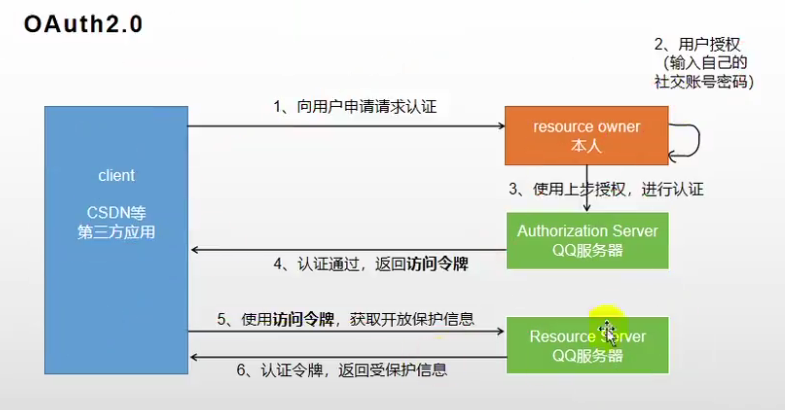 OAuth2.0
2、用户授权
（输入自己的
社交账号密码）
1、向用户申请请求认证
resource owner
本人
client
CSDN等
第三方应用
3、使用上步授权，进行认证
Authorization Server
QQ服务器
4、认证通过，返回访问令牌
5、使用访问令牌，获取开放保护信息
Resource Server
QQ服务器
6、认证令牌，返回受保护信息